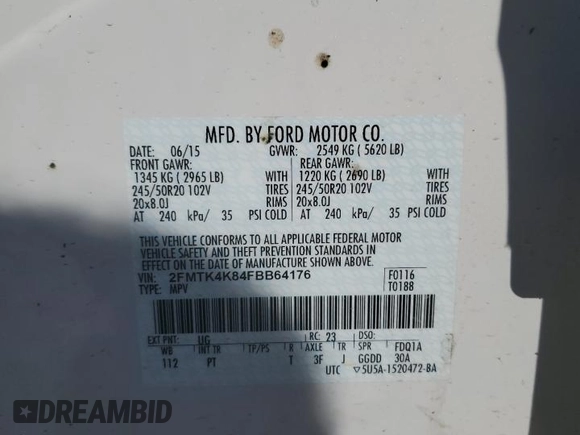 MFD. BY FORD MOTOR CO.
DATE: 06/15 GVWR: 2549 KG ( 5620 LB)
FRONT GAWR: REAR GAWR:
1345 KG ( 2965 LB) WITH 1220 KG ( 2690 LB) WITH
245/50R20 102V TIRES 245/50R20 102V TIRES
20x8.0J RIMS 20x8.0J RIMS
AT 240 kPa/ 35 PSI COLD AT 240 kPa/ 35 PSI COLD
THIS VEHICLE CONFORMS TO ALL APPLICABLE FEDERAL MOTOR
VEHICLE SAFETY AND BUMPER STANDARDS AND THEFT PREVENTION STANDARDS
IN EFFECT ON THE DATE OF MANUFACTURE SHOWN ABOVE.
VIN: 2FMTK4K84FBB64176 F0116
TYPE: MPV T0188
EXT PNT: UG RC: 23 DSO:
WB INT TR TP/PS R AXLE TR SPR FDQ1A
112 PT T 3F J GGDD 30A
UTC ▽5U5A-1520472-BA
DREAMBID